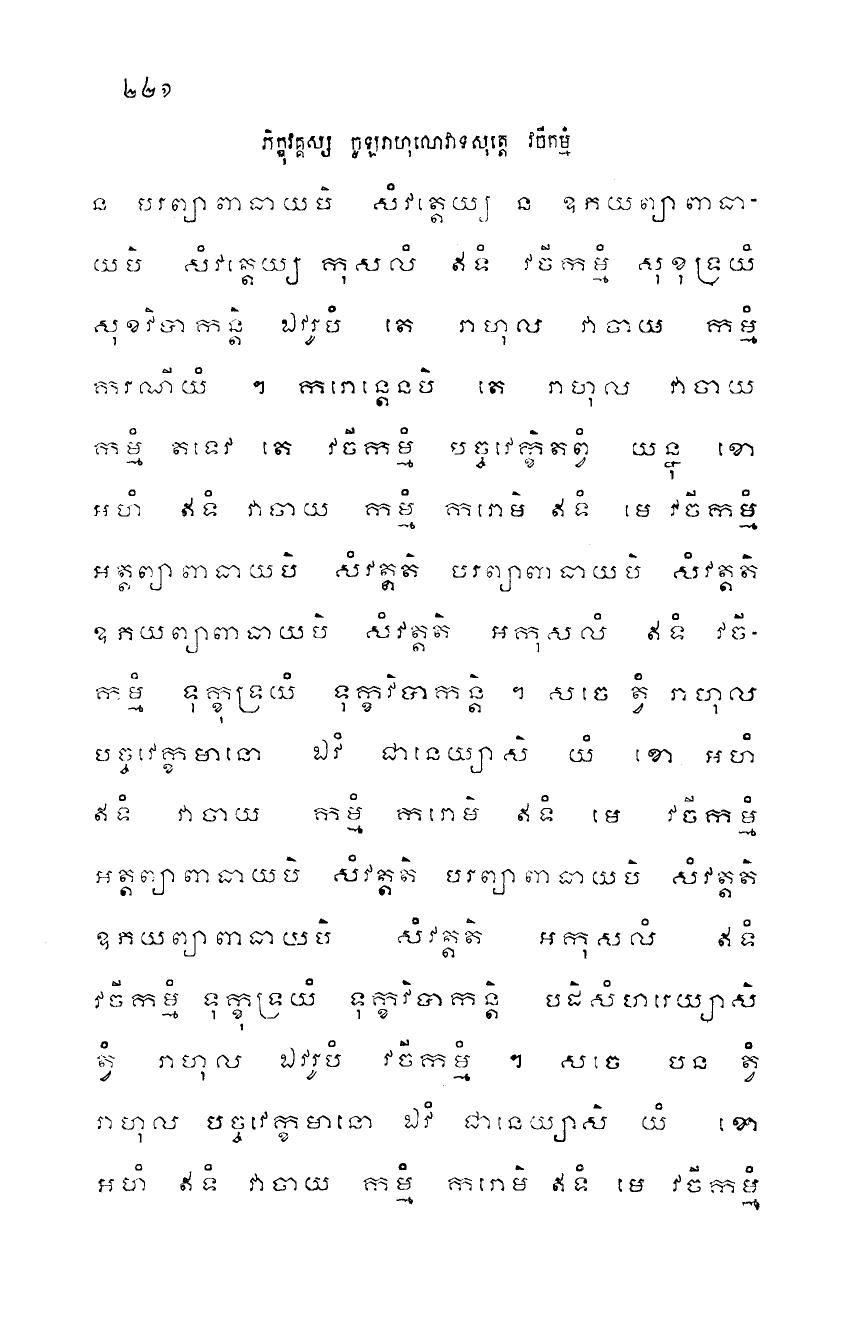 ២២១
ភិក្ខុវគ្គស្ស ចូឡរាហុលោវាទសុត្តេ វចីកម្មំ
ន បរព្យាពាធាយបិ សំវត្តេយ្យ ន ឧភយព្យាពាធា-
យបិ សំវត្តេយ្យ កុសលំ ឥទំ វចីកម្មំ សុខុទ្រយំ
សុខវិបាកន្តិ ឯវរូបំ តេ រាហុល វាចាយ កម្មំ
ករណីយំ ។ ករោន្តេនបិ តេ រាហុល វាចាយ
កម្មំ តទេវ តេ វចីកម្មំ បច្ចវេក្ខិតព្វំ យន្នុ ខោ
អហំ ឥទំ វាចាយ កម្មំ ករោមិ ឥទំ មេ វចីកម្មំ
អត្តព្យាពាធាយបិ សំវត្តតិ បរព្យាពាធាយបិ សំវត្តតិ
ឧភយព្យាពាធាយបិ សំវត្តតិ អកុសលំ ឥទំ វចី-
កម្មំ ទុក្ខុទ្រយំ ទុក្ខវិបាកន្តិ ។ សចេ ត្វំ រាហុល
បច្ចវេក្ខមានោ ឯវំ ជានេយ្យាសិ យំ ខោ អហំ
ឥទំ វាចាយ កម្មំ ករោមិ ឥទំ មេ វចីកម្មំ
អត្តព្យាពាធាយបិ សំវត្តតិ បរព្យាពាធាយបិ សំវត្តតិ
ឧភយព្យាពាធាយបិ សំវត្តតិ អកុសលំ ឥទំ
វចីកម្មំ ទុក្ខុទ្រយំ ទុក្ខវិបាកន្តិ បដិសំហរេយ្យាសិ
ត្វំ រាហុល ឯវរូបំ វចីកម្មំ ។ សចេ បន ត្វំ
រាហុល បច្ចវេក្ខមានោ ឯវំ ជានេយ្យាសិ យំ ខោ
អហំ ឥទំ វាចាយ កម្មំ ករោមិ ឥទំ មេ វចីកម្មំ